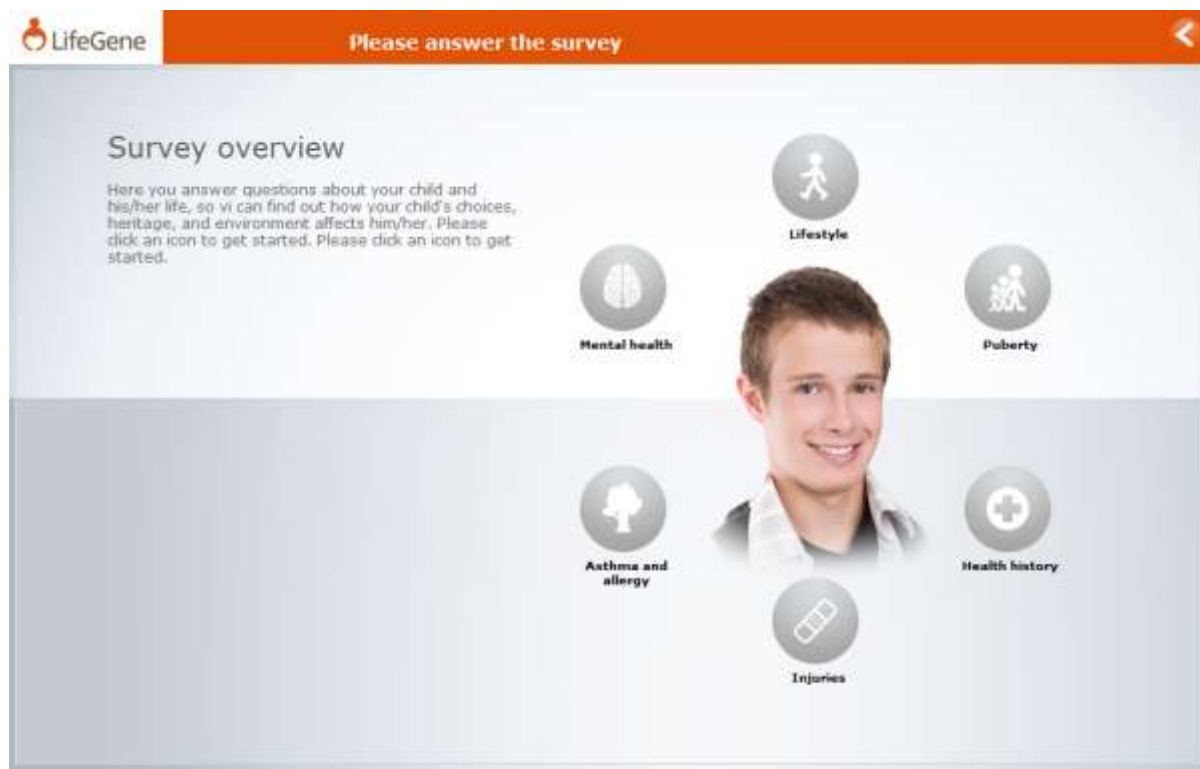 LifeGene
Please answer the survey
Survey overview
Here you answer questions about your child and
his/her life, so vi can find out how your child's choices,
heritage, and environment affects him/her. Please
click an icon to get started. Please click an icon to get
started.
Lifestyle
Mental health
Puberty
Asthma and
allergy
Health history
Injuries